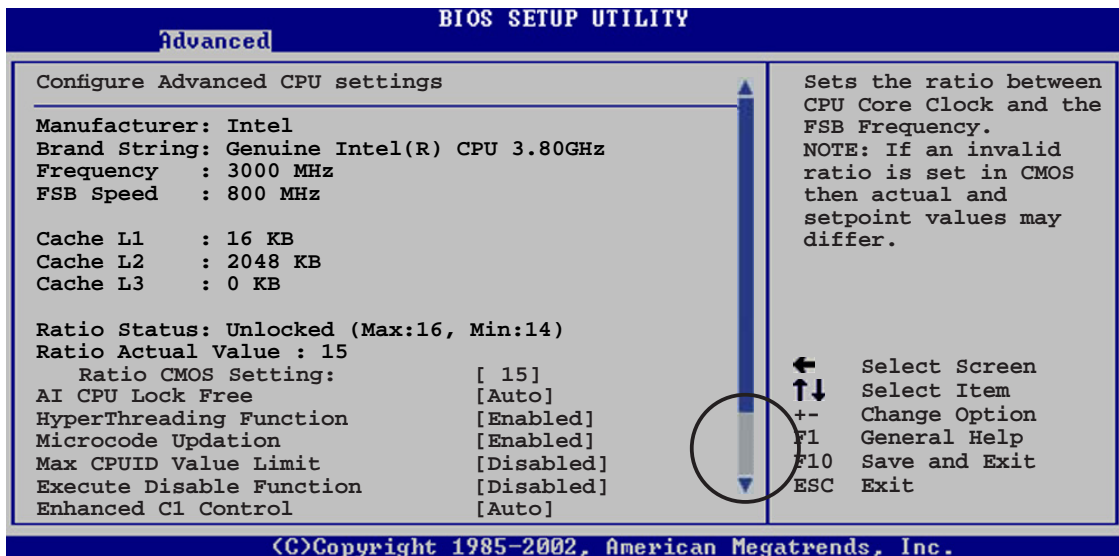 BIOS SETUP UTILITY
Advanced
Configure Advanced CPU settings
Manufacturer: Intel
Brand String: Genuine Intel(R) CPU 3.80GHz
Frequency : 3000 MHz
FSB Speed : 800 MHz
Cache L1 : 16 KB
Cache L2 : 2048 KB
Cache L3 : 0 KB
Ratio Status: Unlocked (Max:16, Min:14)
Ratio Actual Value : 15
Ratio CMOS Setting: [ 15]
AI CPU Lock Free [Auto]
HyperThreading Function [Enabled]
Microcode Updation [Enabled]
Max CPUID Value Limit [Disabled]
Execute Disable Function [Disabled]
Enhanced C1 Control [Auto]
Sets the ratio between
CPU Core Clock and the
FSB Frequency.
NOTE: If an invalid
ratio is set in CMOS
then actual and
setpoint values may
differ.
← Select Screen
↑↓ Select Item
+- Change Option
F1 General Help
F10 Save and Exit
ESC Exit
(C)Copyright 1985-2002, American Megatrends, Inc.